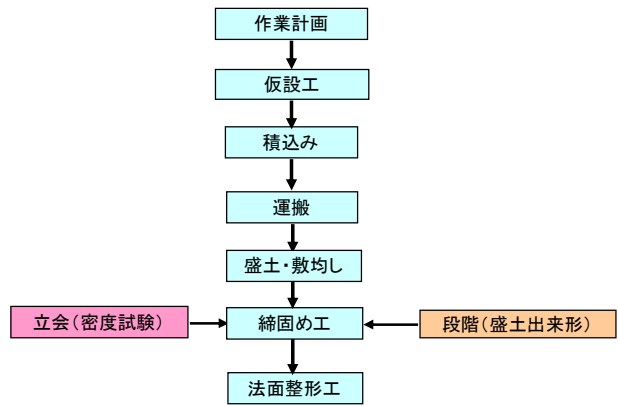 作業計画
仮設工
積込み
運搬
盛土・敷均し
立会(密度試験)
締固め工
段階(盛土出来形)
法面整形工